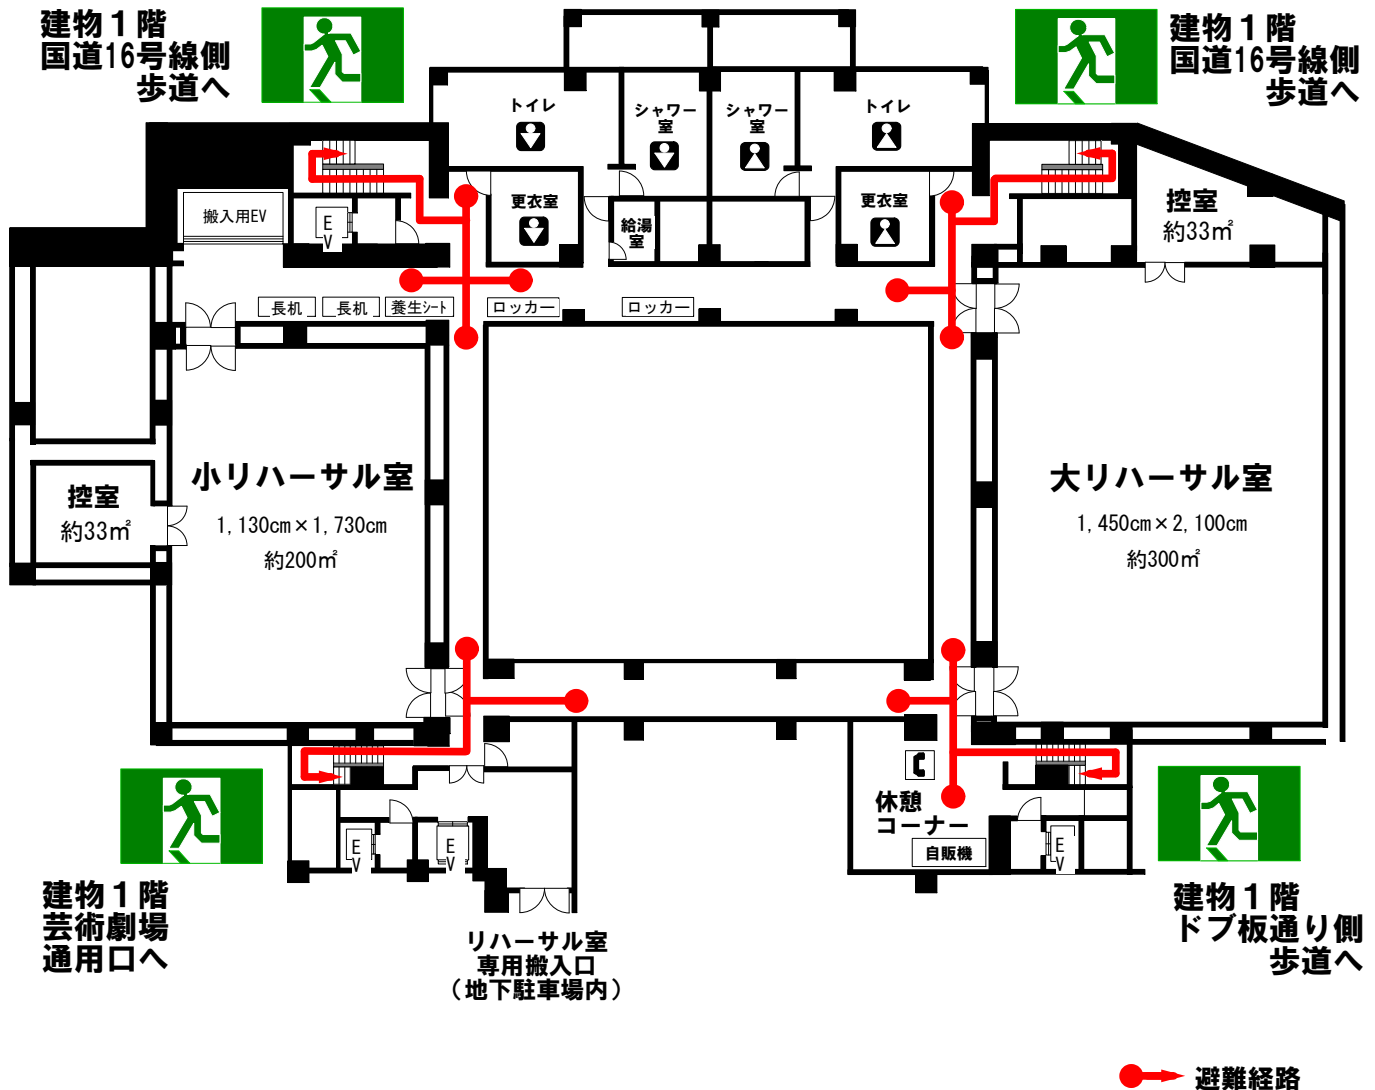 建物１階
国道16号線側
歩道へ
建物１階
国道16号線側
歩道へ
トイレ
シャワー
室
シャワー
室
トイレ
更衣室
給湯
室
更衣室
搬入用EV
E
V
控室
約33㎡
長机
長机
養生シート
ロッカー
ロッカー
小リハーサル室
1,130cm×1,730cm
約200㎡
控室
約33㎡
大リハーサル室
1,450cm×2,100cm
約300㎡
休憩
コーナー
自販機
E
V
E
V
E
V
建物１階
芸術劇場
通用口へ
建物１階
ドブ板通り側
歩道へ
リハーサル室
専用搬入口
（地下駐車場内）
避難経路